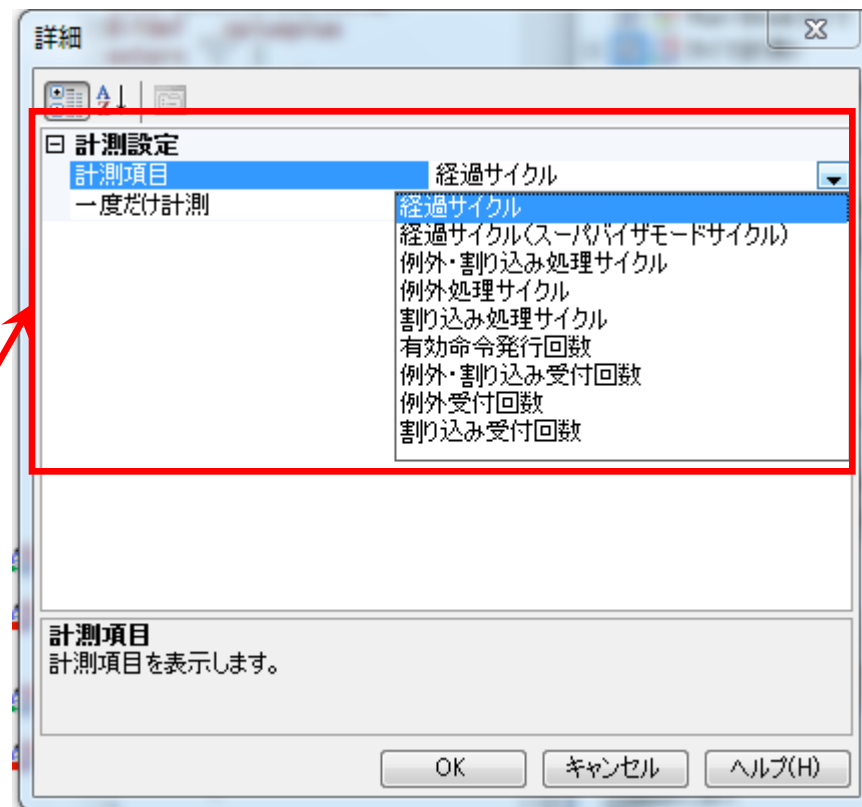 詳細
計測設定
計測項目 経過サイクル
一度だけ計測
経過サイクル
経過サイクル(スーパバイザモードサイクル)
例外・割り込み処理サイクル
例外処理サイクル
割り込み処理サイクル
有効命令発行回数
例外・割り込み受付回数
例外受付回数
割り込み受付回数
計測項目
計測項目を表示します。
OK キャンセル ヘルプ(H)